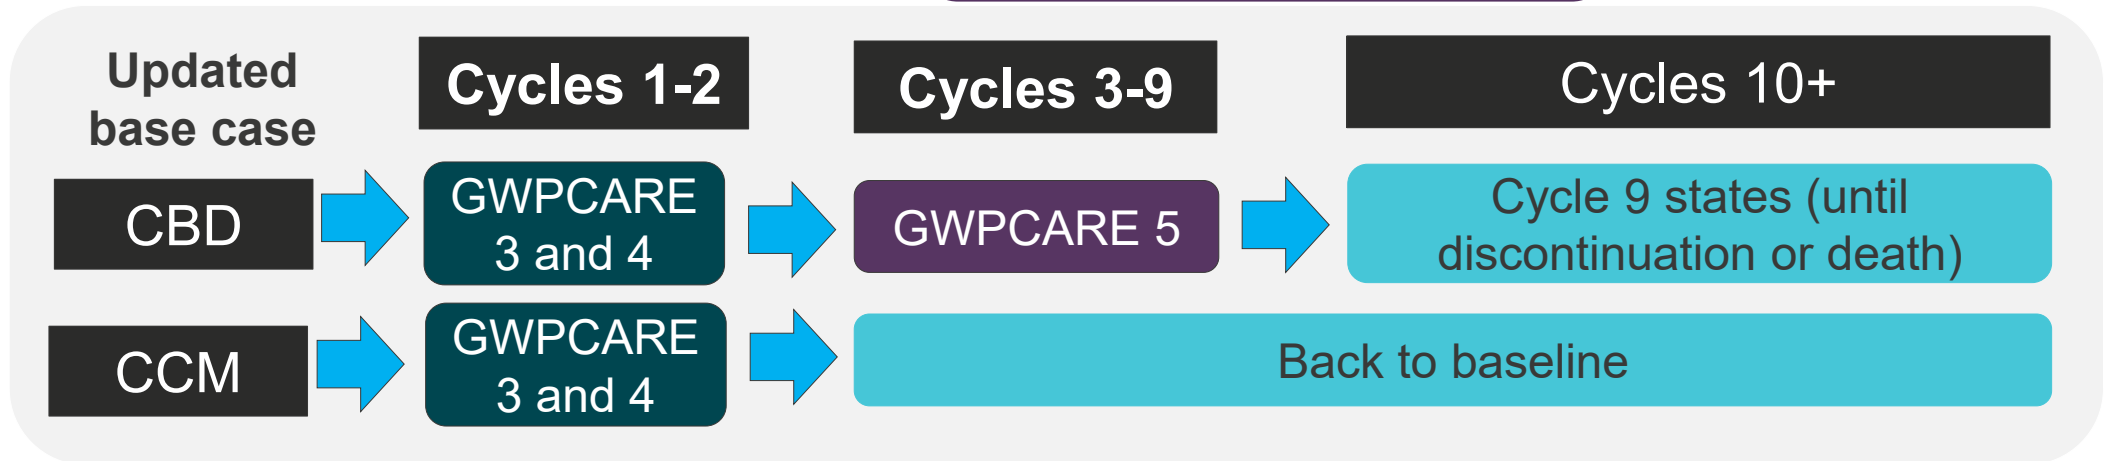 Updated
base case
Cycles 1-2
Cycles 3-9
Cycles 10+
CBD
GWPCARE
3 and 4
GWPCARE 5
Cycle 9 states (until
discontinuation or death)
CCM
GWPCARE
3 and 4
Back to baseline